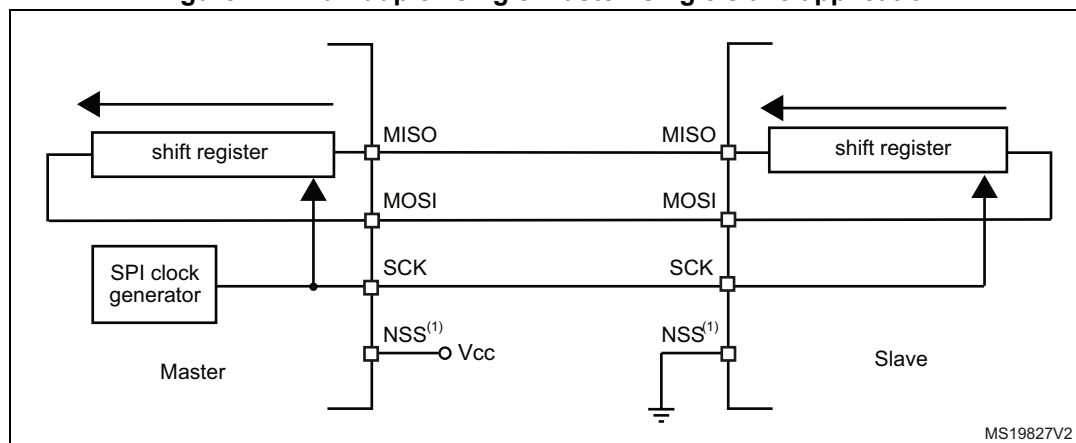 MISO
MISO
shift register
shift register
MOSI
MOSI
SCK
SCK
SPI clock
generator
NSS(1)
Vcc
NSS(1)
Master
Slave
MS19827V2